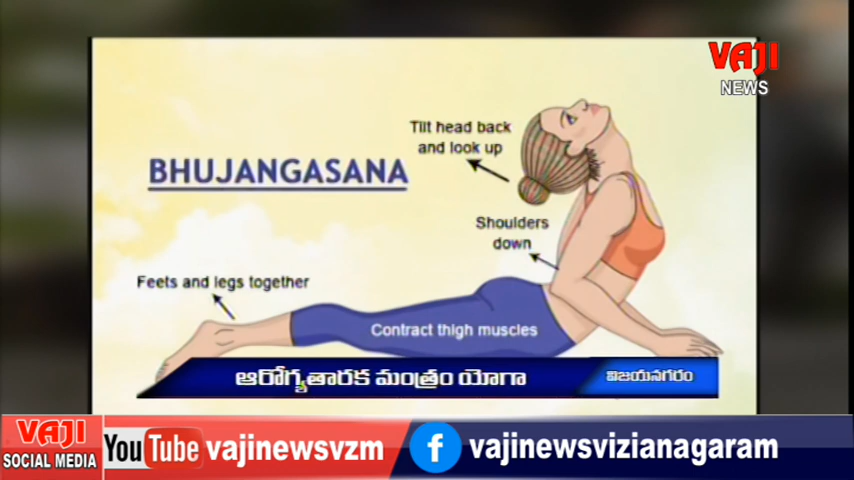 VAJI
NEWS
Tilt head back
and look up
BHUJANGASANA
Shoulders
down
Feets and legs together
Contract thigh muscles
ఆరోగ్యతారక మంత్రం యోగా
విజయనగరం
VAJI
SOCIAL MEDIA
YouTube vajinewsvzm
f vajinewsvizianagaram